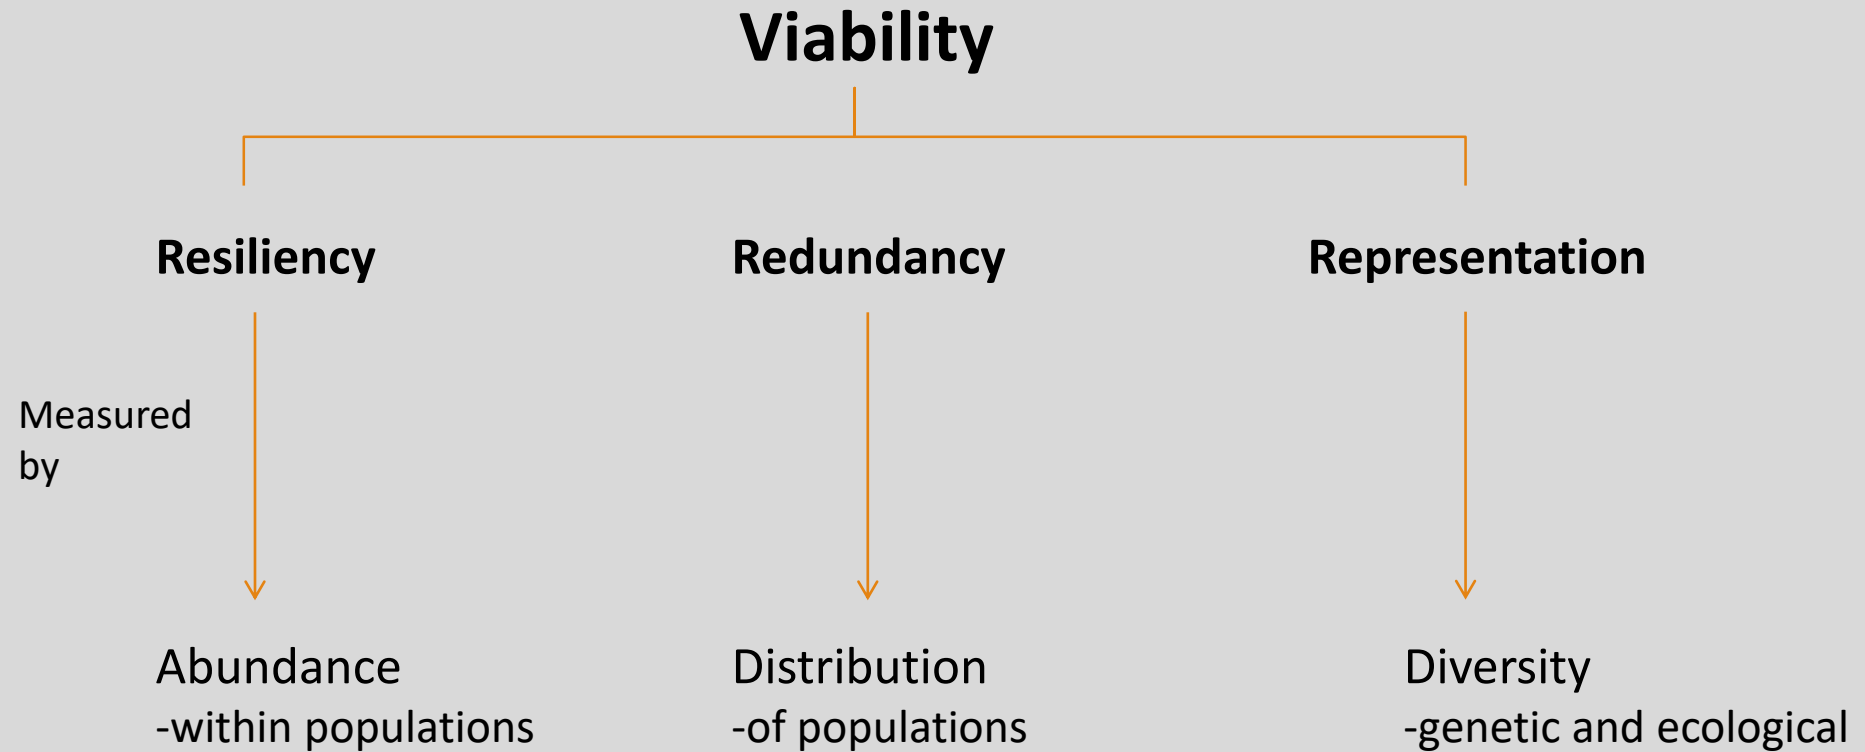 Viability
Resiliency
Redundancy
Representation
Measured
by
Abundance
-within populations
Distribution
-of populations
Diversity
-genetic and ecological